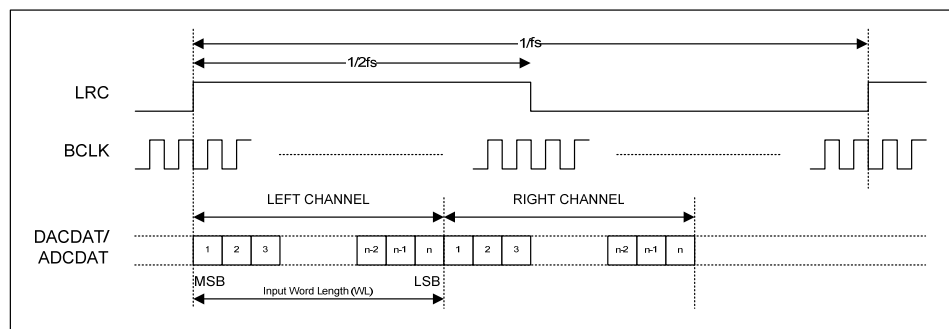 1/fs
1/2fs
LRC
BCLK
LEFT CHANNEL RIGHT CHANNEL
DACDAT/
ADCDAT
1 2 3 n-2 n-1 n 1 2 3 n-2 n-1 n
MSB LSB
Input Word Length (WL)